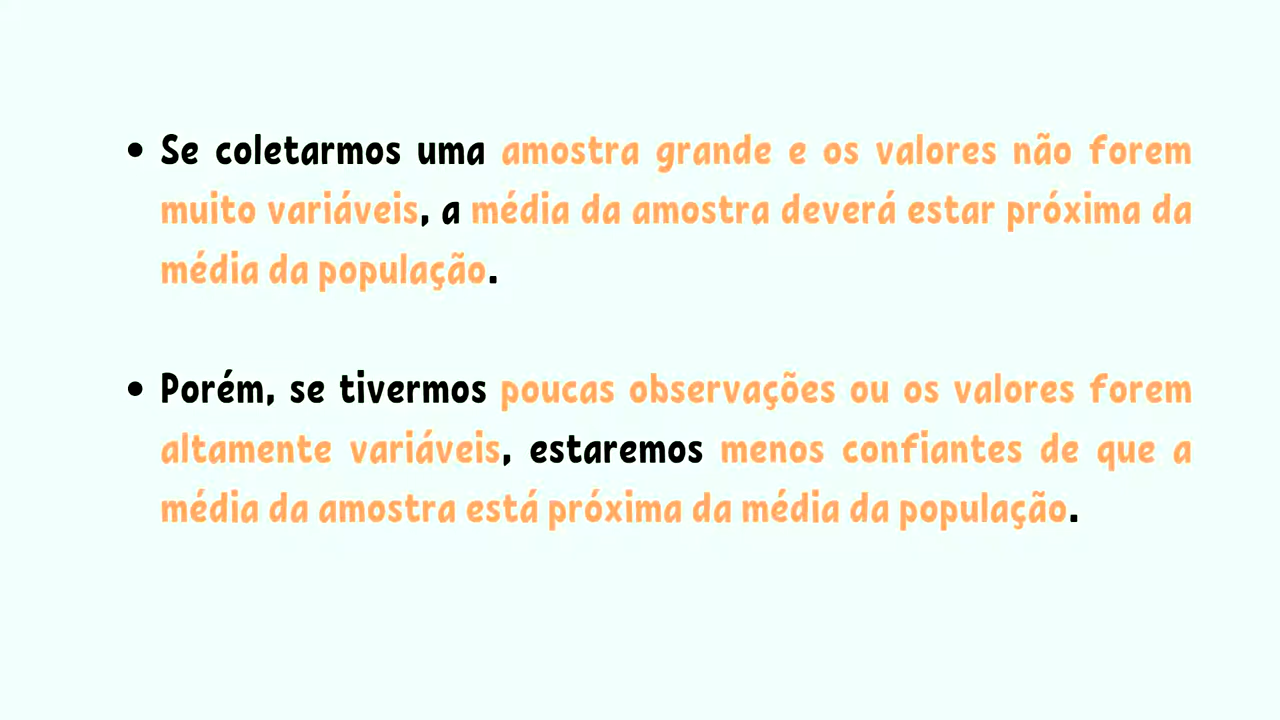 • Se coletarmos uma amostra grande e os valores não forem
muito variáveis, a média da amostra deverá estar próxima da
média da população.
• Porém, se tivermos poucas observações ou os valores forem
altamente variáveis, estaremos menos confiantes de que a
média da amostra está próxima da média da população.